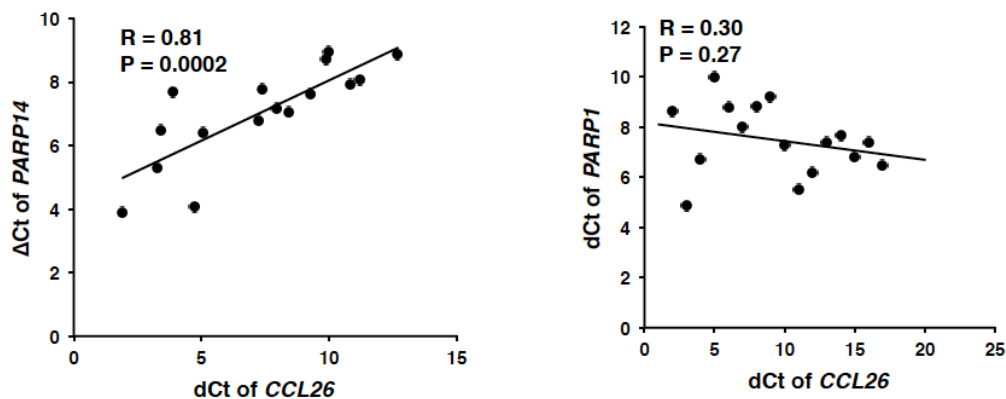 R = 0.81
P = 0.0002
10
8
6
4
2
0
ΔCt of PARP14
0 5 10 15
dCt of CCL26
R = 0.30
P = 0.27
12
10
8
6
4
2
0
dCt of PARP1
0 5 10 15 20 25
dCt of CCL26